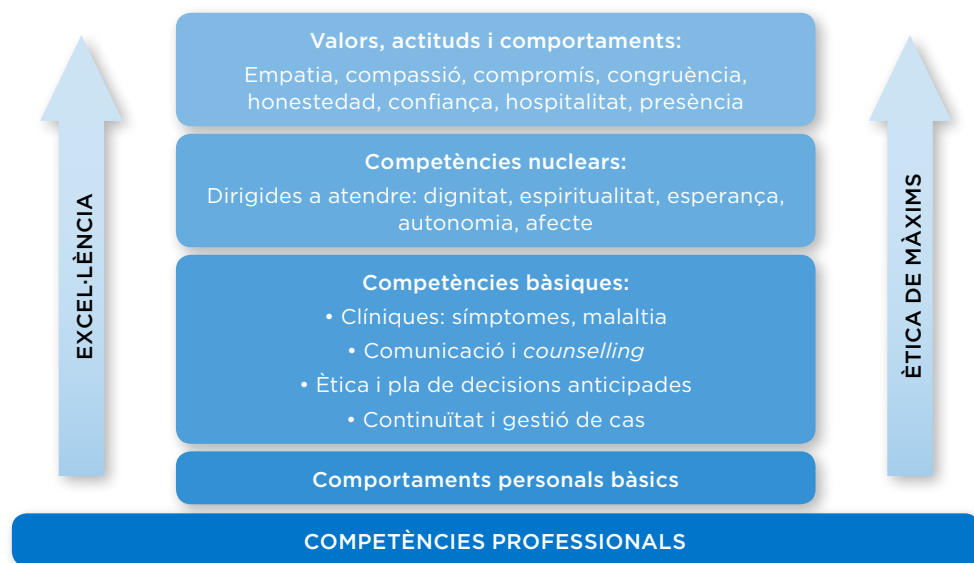 Valors, actituds i comportaments:
Empatia, compassió, compromís, congruència,
honestedad, confiança, hospitalitat, presència
Competències nuclears:
Dirigides a atendre: dignitat, espiritualitat, esperança,
autonomia, afecte
Competències bàsiques:
• Clíniques: símptomes, malaltia
• Comunicació i counselling
• Ètica i pla de decisions anticipades
• Continuïtat i gestió de cas
Comportaments personals bàsics
COMPETÈNCIES PROFESSIONALS
EXCEL·LÈNCIA
ÈTICA DE MÀXIMS